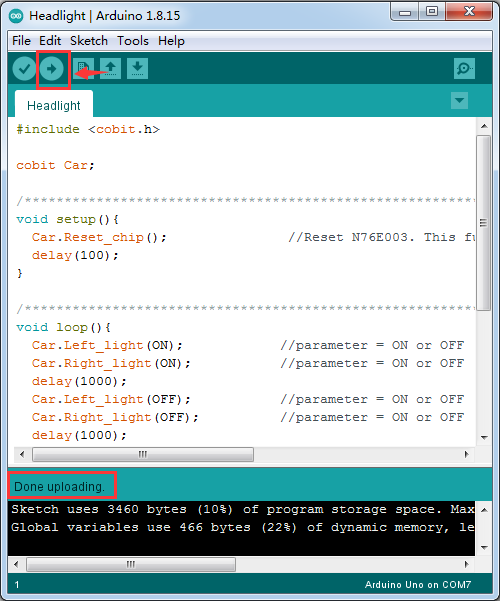 Headlight | Arduino 1.8.15
File Edit Sketch Tools Help
Headlight
#include <cobit.h>
cobit Car;
/*********************************************************
void setup(){
Car.Reset_chip(); //Reset N76E003. This fu
delay(100);
}
/*********************************************************
void loop(){
Car.Left_light(ON); //parameter = ON or OFF
Car.Right_light(ON); //parameter = ON or OFF
delay(1000);
Car.Left_light(OFF); //parameter = ON or OFF
Car.Right_light(OFF); //parameter = ON or OFF
delay(1000);
Done uploading.
Sketch uses 3460 bytes (10%) of program storage space. Max
Global variables use 466 bytes (22%) of dynamic memory, le
1 Arduino Uno on COM7